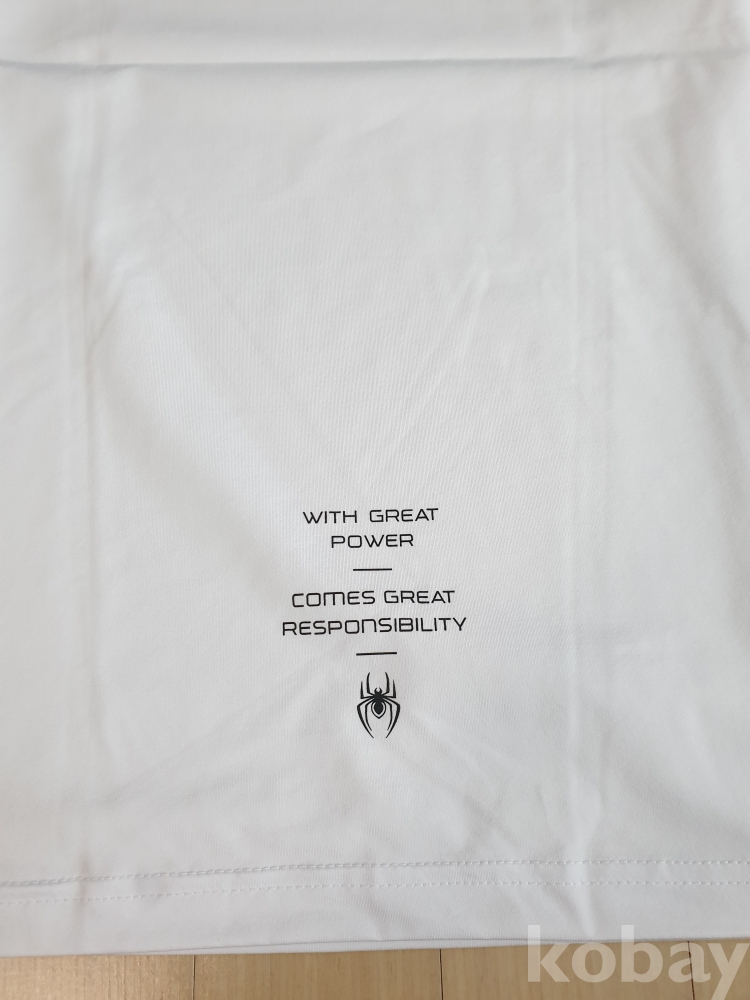 WITH GREAT
POWER
COMES GREAT
RESPONSIBILITY
kobay